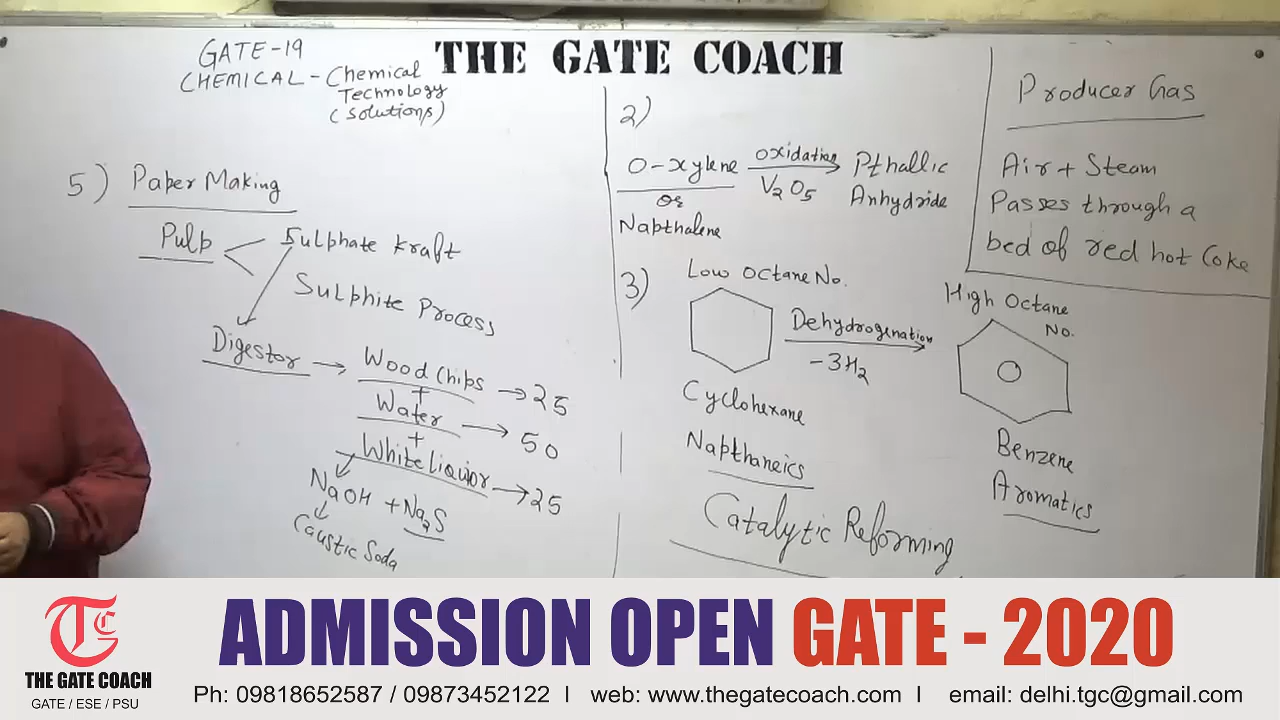 THE GATE COACH
GATE-19
CHEMICAL - Chemical
Technology
(Solutions)
5) Paper Making
Pulp
Sulphate Kraft
Sulphite Process
Digestor → Wood Chips → 25
+
Water → 50
+
White liquior → 25
NaOH + Na2S
Caustic Soda
2)
O-xylene oxidation Pthallic
V2O5 Anhydride
or
Napthalene
3) Low Octane No.
High Octane
No.
Dehydrogenation
-3H2
Cyclohexane
Napthaneics
Benzene
Aromatics
Catalytic Reforming
Producer Gas
Air + Steam
Passes through a
bed of red hot Coke
TC
THE GATE COACH
GATE / ESE / PSU
ADMISSION OPEN GATE - 2020
Ph: 09818652587 / 09873452122 I web: www.thegatecoach.com I email: delhi.tgc@gmail.com